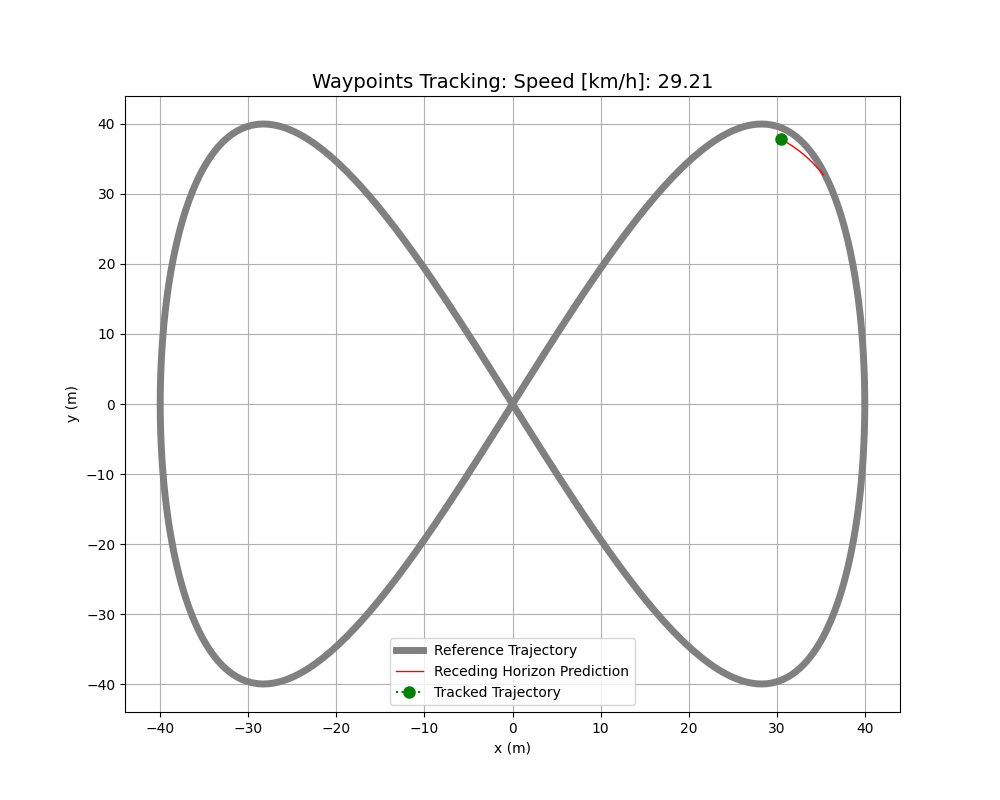 Waypoints Tracking: Speed [km/h]: 29.21
40
30
20
10
0
−10
−20
−30
−40
y (m)
Reference Trajectory
Receding Horizon Prediction
Tracked Trajectory
−40 −30 −20 −10 0 10 20 30 40
x (m)